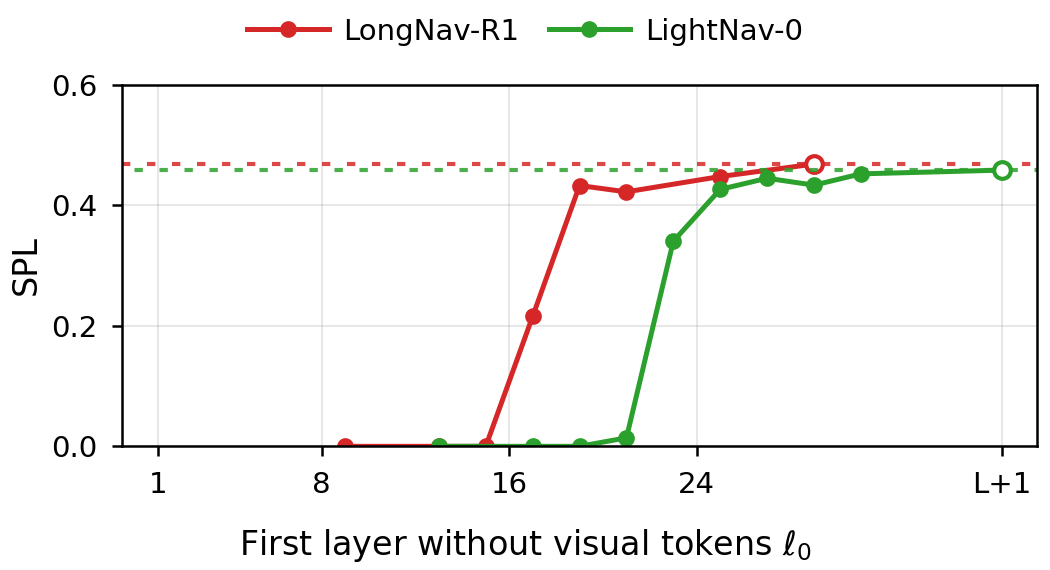 LongNav-R1 LightNav-0
0.6
0.4
0.2
0.0
SPL
1 8 16 24 L+1
First layer without visual tokens ℓ₀